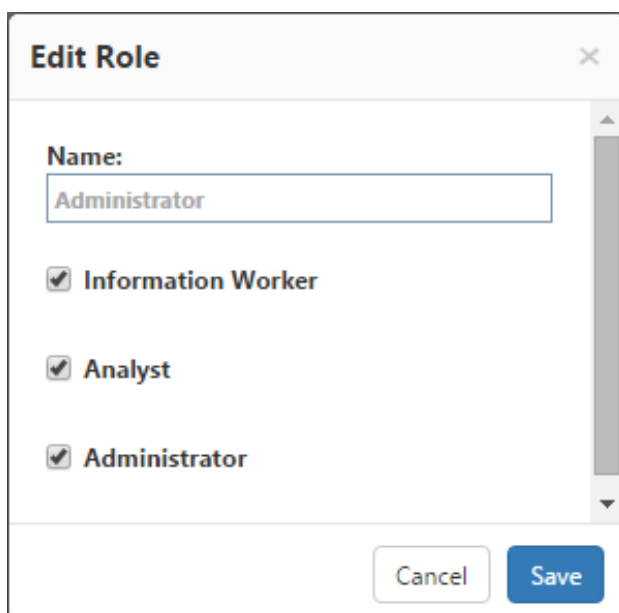 Edit Role
×
Name:
Administrator
Information Worker
Analyst
Administrator
Cancel
Save